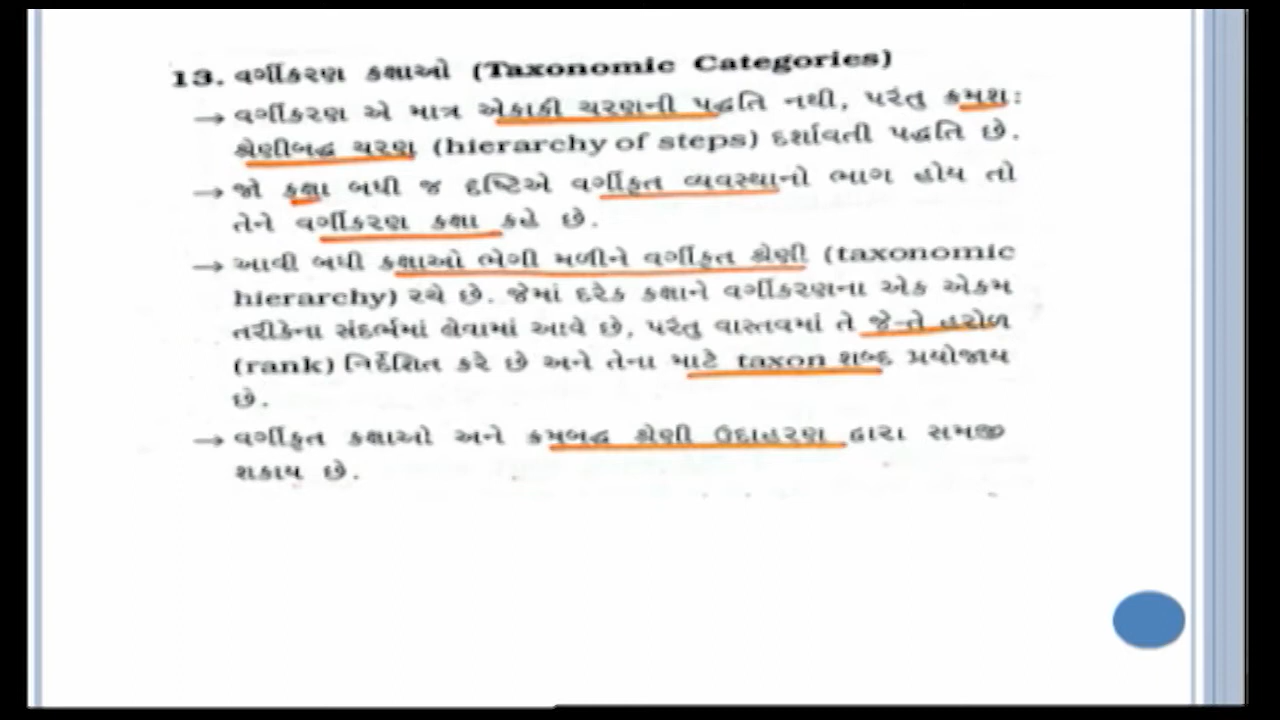 13. વર્ગીકરણ કક્ષાઓ (Taxonomic Categories)
→ વર્ગીકરણ એ માત્ર એકાકી ચરણની પદ્ધતિ નથી, પરંતુ ક્રમશઃ
શ્રેણીબદ્ધ ચરણ (hierarchy of steps) દર્શાવતી પદ્ધતિ છે.
→ જો કક્ષા બધી જ દૃષ્ટિએ વર્ગીકૃત વ્યવસ્થાનો ભાગ હોય તો
તેને વર્ગીકરણ કક્ષા કહે છે.
→ આવી બધી કક્ષાઓ ભેગી મળીને વર્ગીકૃત શ્રેણી (taxonomic
hierarchy) રચે છે. જેમાં દરેક કક્ષાને વર્ગીકરણના એક એકમ
તરીકેના સંદર્ભમાં લેવામાં આવે છે, પરંતુ વાસ્તવમાં તે જે-તે હરોળ
(rank) નિર્દેશિત કરે છે અને તેના માટે taxon શબ્દ પ્રયોજાય
છે.
→ વર્ગીકૃત કક્ષાઓ અને ક્રમબદ્ધ શ્રેણી ઉદાહરણ દ્વારા સમજી
શકાય છે.